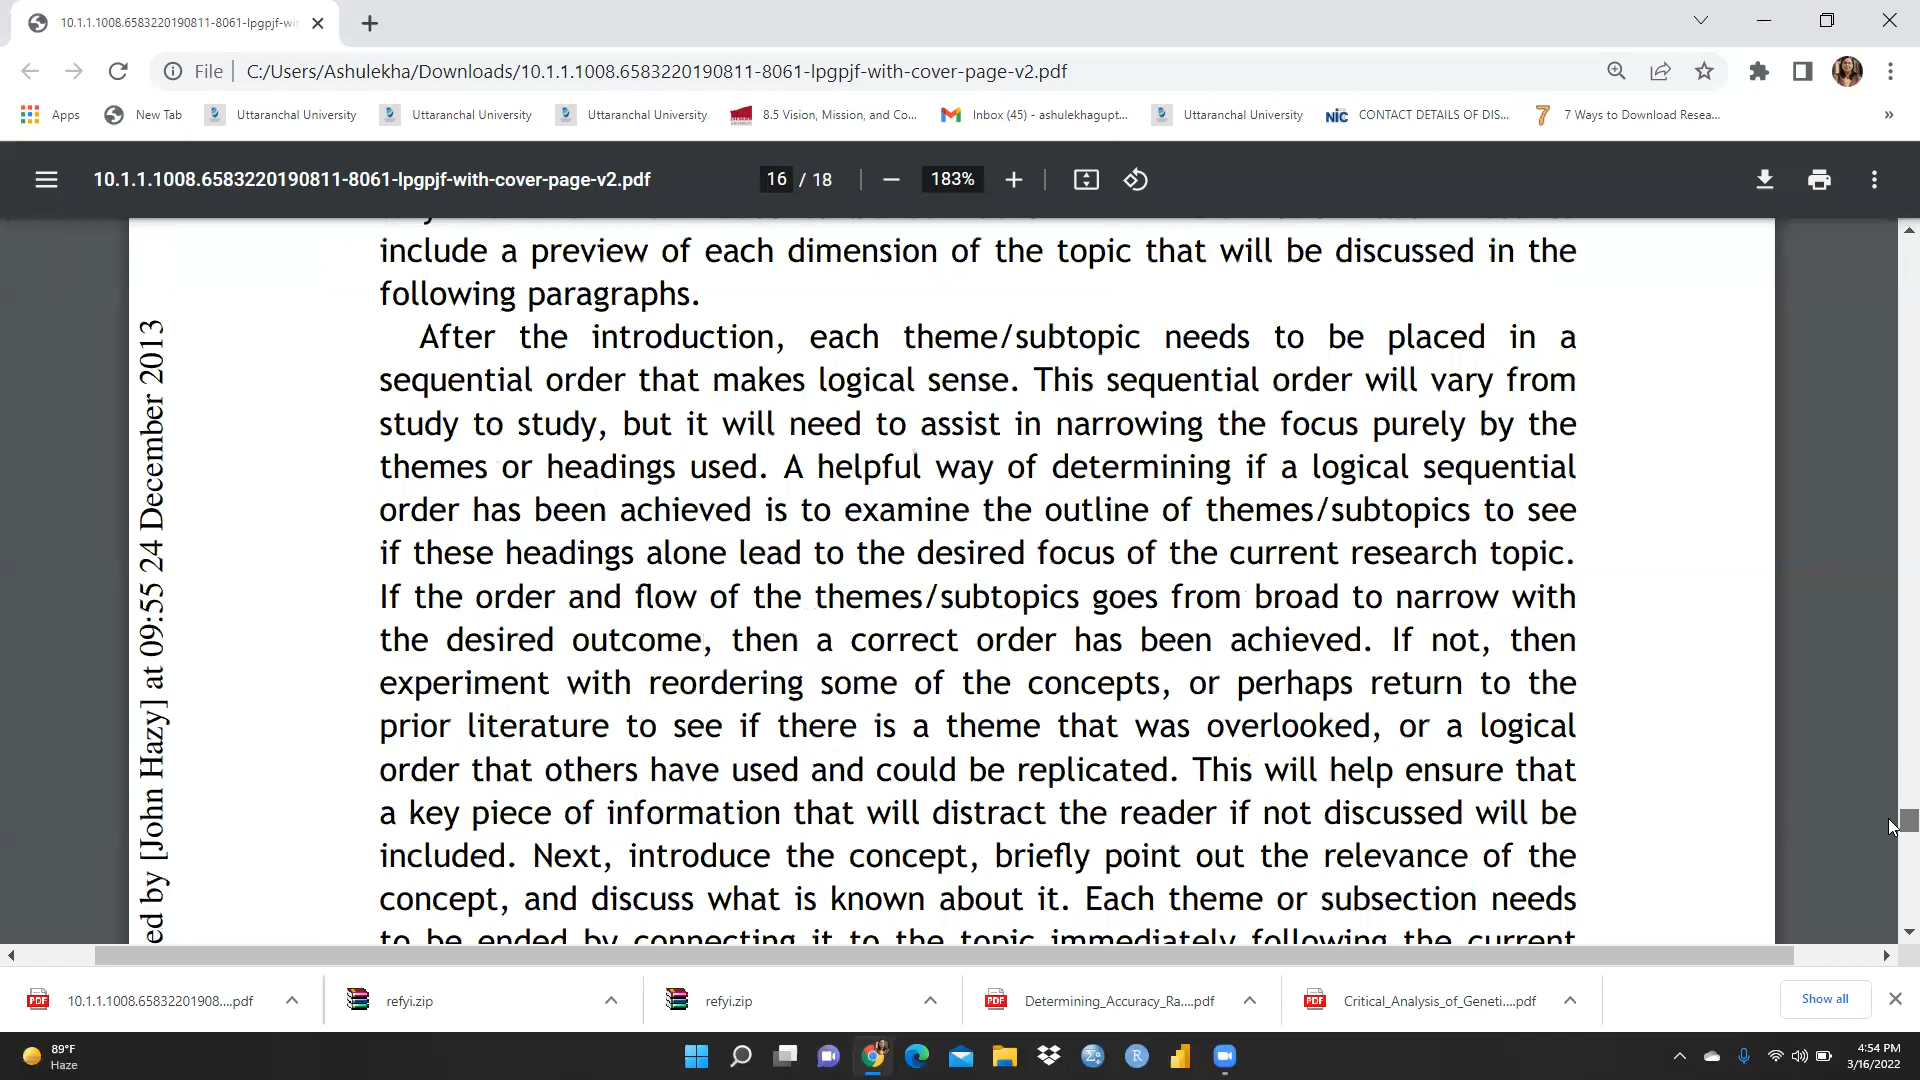 10.1.1.1008.6583220190811-8061-lpgpjf-wi
File
C:/Users/Ashulekha/Downloads/10.1.1.1008.6583220190811-8061-lpgpjf-with-cover-page-v2.pdf
Apps
New Tab
Uttaranchal University
Uttaranchal University
Uttaranchal University
8.5 Vision, Mission, and Co...
Inbox (45) - ashulekhagupt...
Uttaranchal University
NIC
CONTACT DETAILS OF DIS...
7 Ways to Download Resea...
»
10.1.1.1008.6583220190811-8061-lpgpjf-with-cover-page-v2.pdf
16 / 18
183%
include a preview of each dimension of the topic that will be discussed in the
following paragraphs.
After the introduction, each theme/subtopic needs to be placed in a
sequential order that makes logical sense. This sequential order will vary from
study to study, but it will need to assist in narrowing the focus purely by the
themes or headings used. A helpful way of determining if a logical sequential
order has been achieved is to examine the outline of themes/subtopics to see
if these headings alone lead to the desired focus of the current research topic.
If the order and flow of the themes/subtopics goes from broad to narrow with
the desired outcome, then a correct order has been achieved. If not, then
experiment with reordering some of the concepts, or perhaps return to the
prior literature to see if there is a theme that was overlooked, or a logical
order that others have used and could be replicated. This will help ensure that
a key piece of information that will distract the reader if not discussed will be
included. Next, introduce the concept, briefly point out the relevance of the
concept, and discuss what is known about it. Each theme or subsection needs
to be ended by connecting it to the topic immediately following the current
ed by [John Hazy] at 09:55 24 December 2013
10.1.1.1008.65832201908....pdf
refyi.zip
refyi.zip
Determining_Accuracy_Ra....pdf
Critical_Analysis_of_Geneti....pdf
Show all
89°F
Haze
4:54 PM
3/16/2022